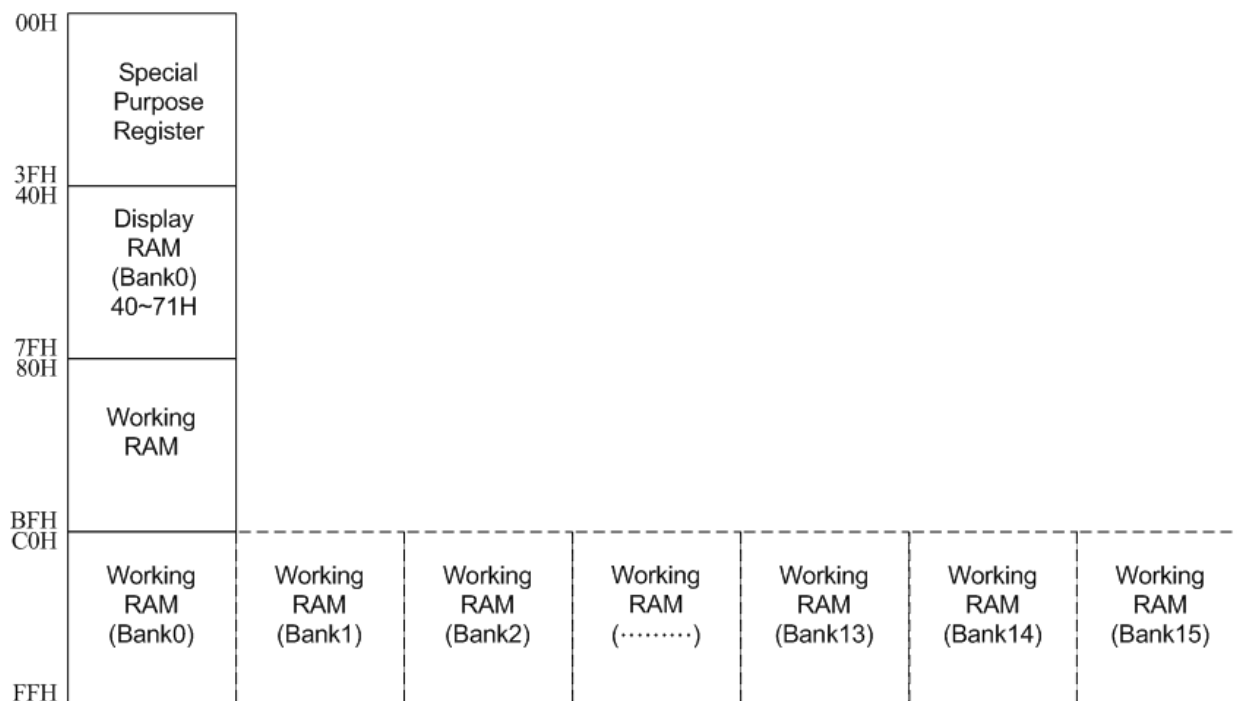 00H
Special
Purpose
Register
3FH
40H
Display
RAM
(Bank0)
40~71H
7FH
80H
Working
RAM
BFH
C0H
Working
RAM
(Bank0)
Working
RAM
(Bank1)
Working
RAM
(Bank2)
Working
RAM
(·········)
Working
RAM
(Bank13)
Working
RAM
(Bank14)
Working
RAM
(Bank15)
FFH